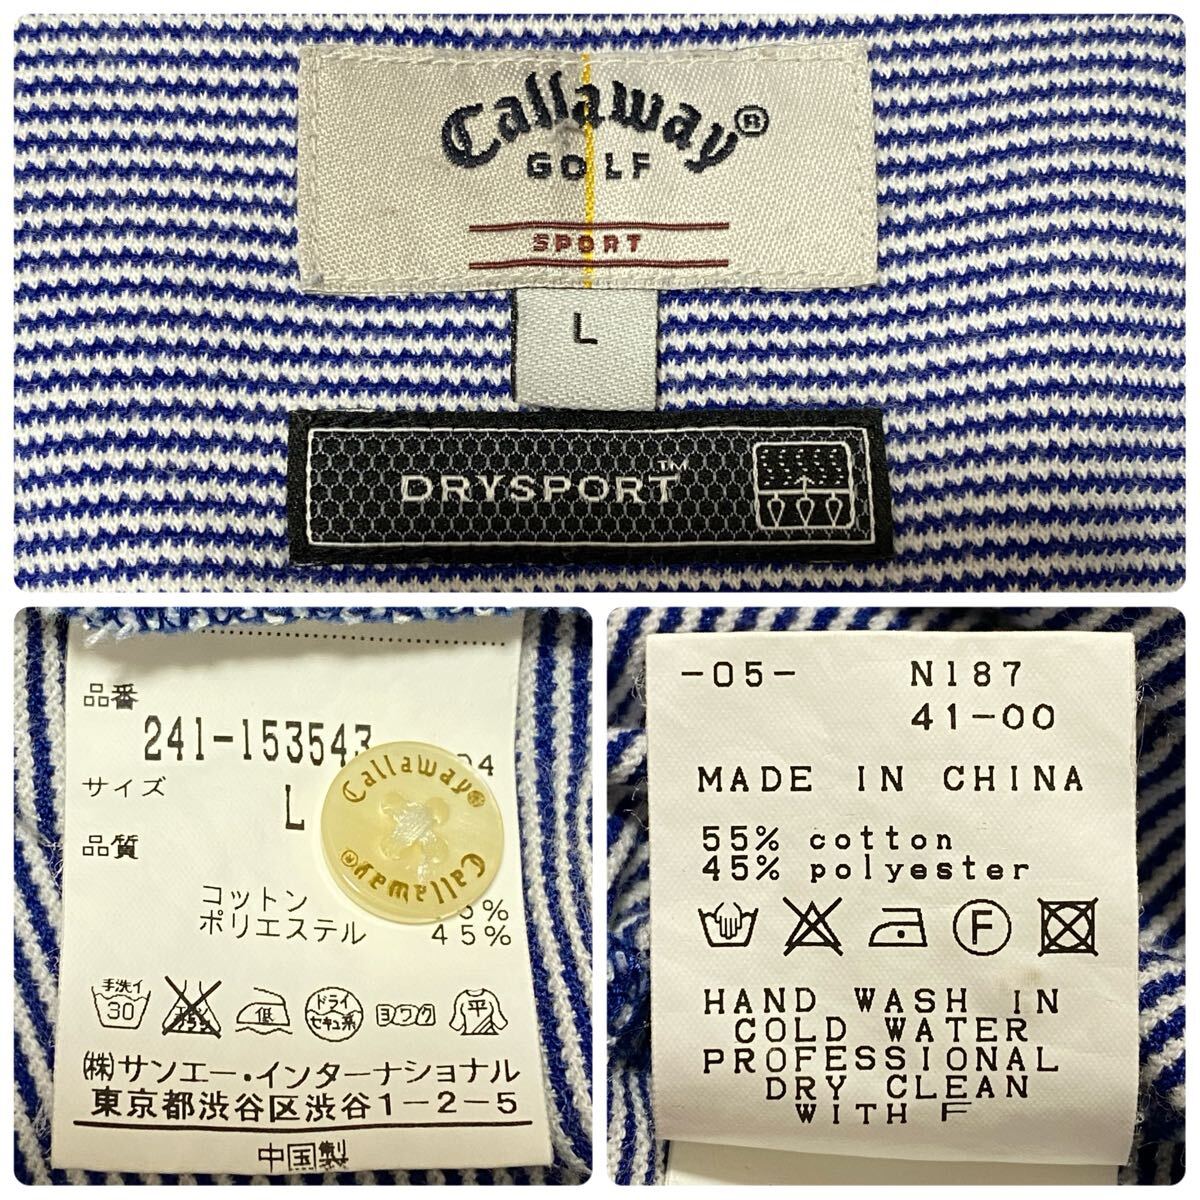 Callaway®
GOLF
SPORT
L
DRYSPORT™
品番
241-153543
04
サイズ
L
品質
コットン 5%
ポリエステル 45%
手洗イ
30
低
ドライ
セキユ系
ヨワク
平
(株)サンエー・インターナショナル
東京都渋谷区渋谷1-2-5
中国製
Callaway®
Callaway®
-05- N187
41-00
MADE IN CHINA
55% cotton
45% polyester
F
HAND WASH IN
COLD WATER
PROFESSIONAL
DRY CLEAN
WITH F